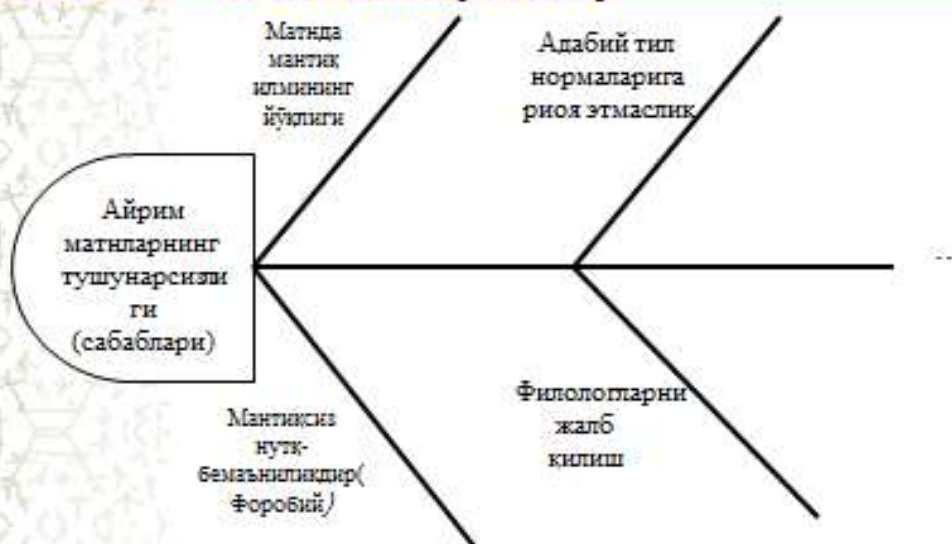 Матнда
мантиқ
илмининг
йўқлиги
Адабий тил
нормаларига
риоя этмаслик
Айрим
матнларнинг
тушунарсизли
ги
(сабаблари)
Мантиқсиз
нутқ-
бемаъниликдир(
Форобий)
Филологларни
жалб
қилиш